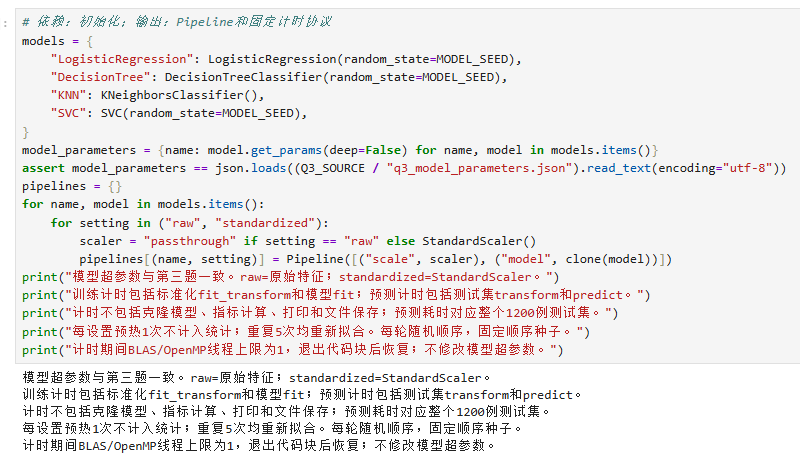 :
# 依赖：初始化；输出：Pipeline和固定计时协议
models = {
    "LogisticRegression": LogisticRegression(random_state=MODEL_SEED),
    "DecisionTree": DecisionTreeClassifier(random_state=MODEL_SEED),
    "KNN": KNeighborsClassifier(),
    "SVC": SVC(random_state=MODEL_SEED),
}
model_parameters = {name: model.get_params(deep=False) for name, model in models.items()}
assert model_parameters == json.loads((Q3_SOURCE / "q3_model_parameters.json").read_text(encoding="utf-8"))
pipelines = {}
for name, model in models.items():
    for setting in ("raw", "standardized"):
        scaler = "passthrough" if setting == "raw" else StandardScaler()
        pipelines[(name, setting)] = Pipeline([("scale", scaler), ("model", clone(model))])
print("模型超参数与第三题一致。raw=原始特征；standardized=StandardScaler。")
print("训练计时包括标准化fit_transform和模型fit；预测计时包括测试集transform和predict。")
print("计时不包括克隆模型、指标计算、打印和文件保存；预测耗时对应整个1200例测试集。")
print("每设置预热1次不计入统计；重复5次均重新拟合。每轮随机顺序，固定顺序种子。")
print("计时期间BLAS/OpenMP线程上限为1，退出代码块后恢复；不修改模型超参数。")
模型超参数与第三题一致。raw=原始特征；standardized=StandardScaler。
训练计时包括标准化fit_transform和模型fit；预测计时包括测试集transform和predict。
计时不包括克隆模型、指标计算、打印和文件保存；预测耗时对应整个1200例测试集。
每设置预热1次不计入统计；重复5次均重新拟合。每轮随机顺序，固定顺序种子。
计时期间BLAS/OpenMP线程上限为1，退出代码块后恢复；不修改模型超参数。